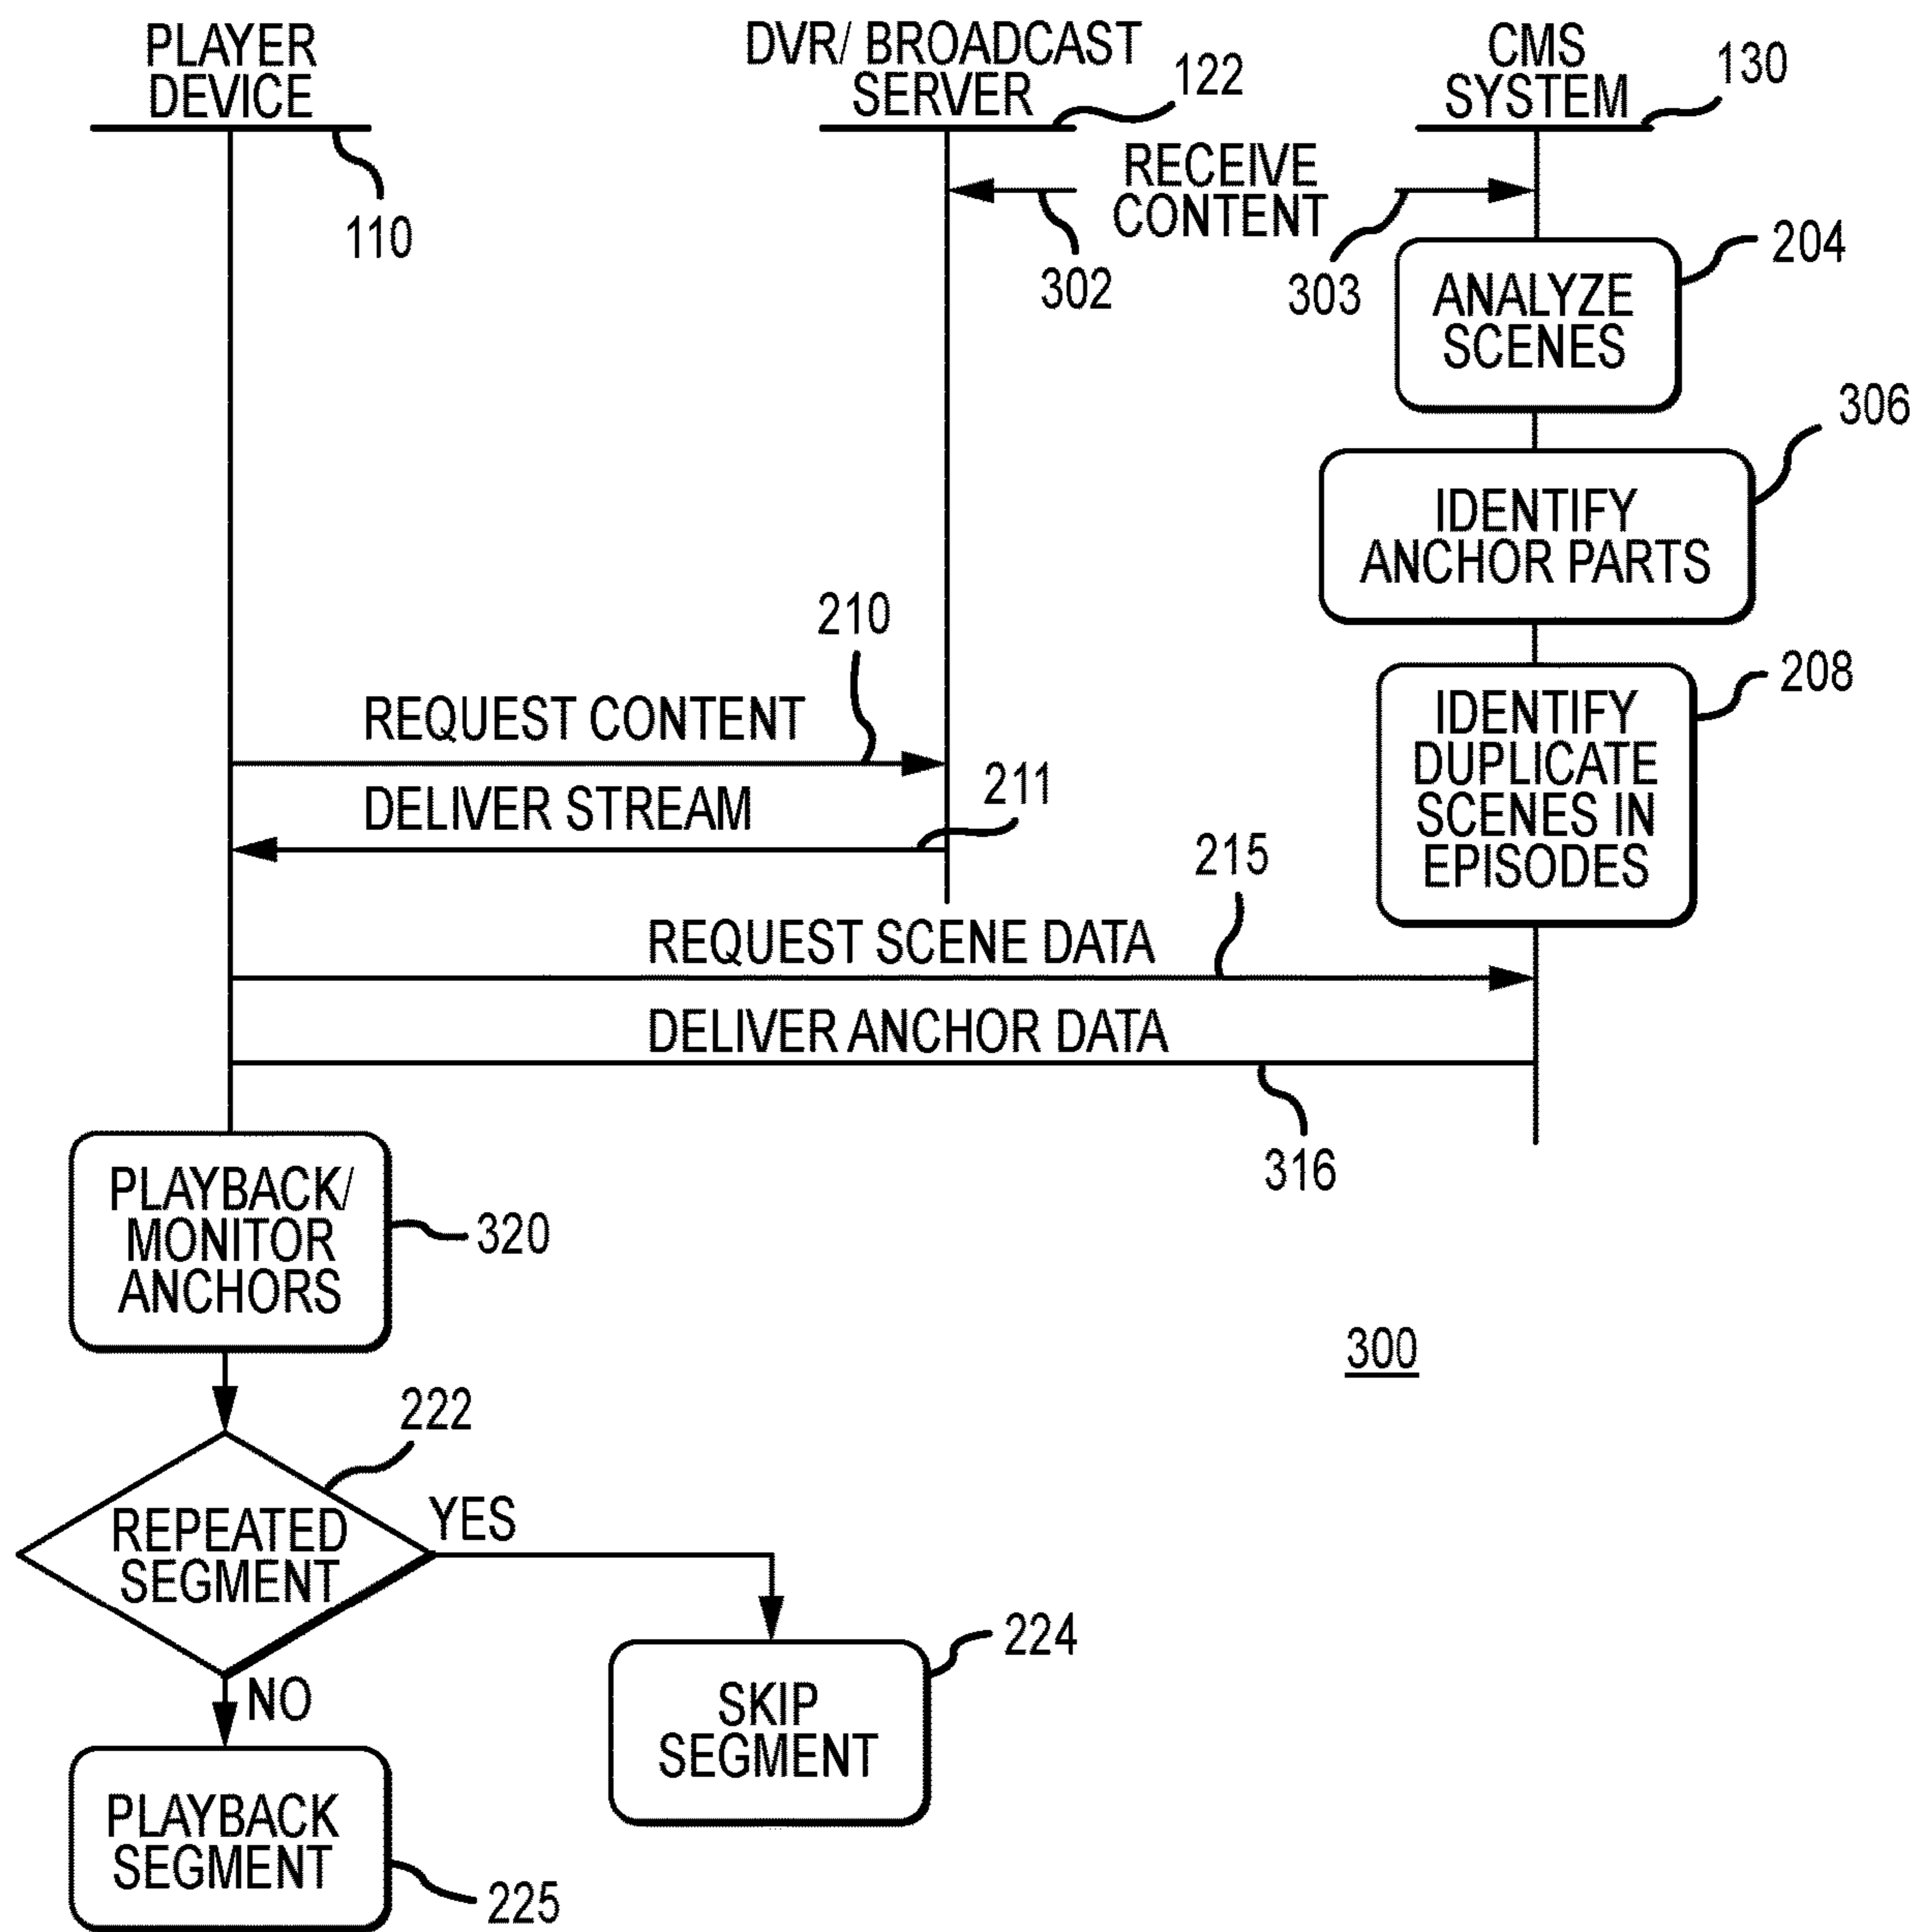 PLAYER
DEVICE
110
DVR/ BROADCAST
SERVER
122
CMS
SYSTEM
130
RECEIVE
CONTENT
302
303
ANALYZE
SCENES
204
IDENTIFY
ANCHOR PARTS
306
IDENTIFY
DUPLICATE
SCENES IN
EPISODES
208
REQUEST CONTENT
210
DELIVER STREAM
211
REQUEST SCENE DATA
215
DELIVER ANCHOR DATA
316
PLAYBACK/
MONITOR
ANCHORS
320
300
REPEATED
SEGMENT
222
YES
NO
SKIP
SEGMENT
224
PLAYBACK
SEGMENT
225